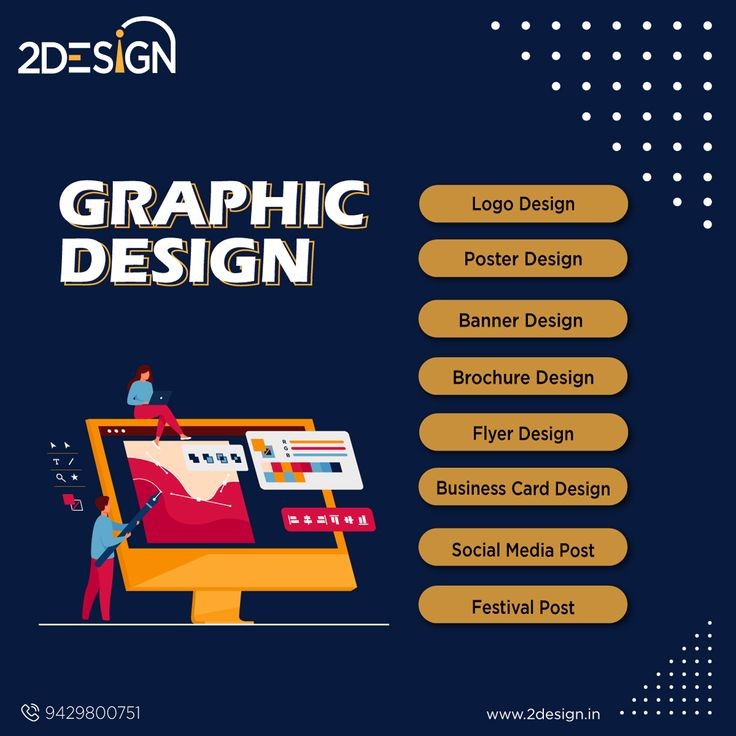 2DESIGN
GRAPHIC
DESIGN
Logo Design
Poster Design
Banner Design
Brochure Design
Flyer Design
Business Card Design
Social Media Post
Festival Post
T
R
G
B
9429800751
www.2design.in